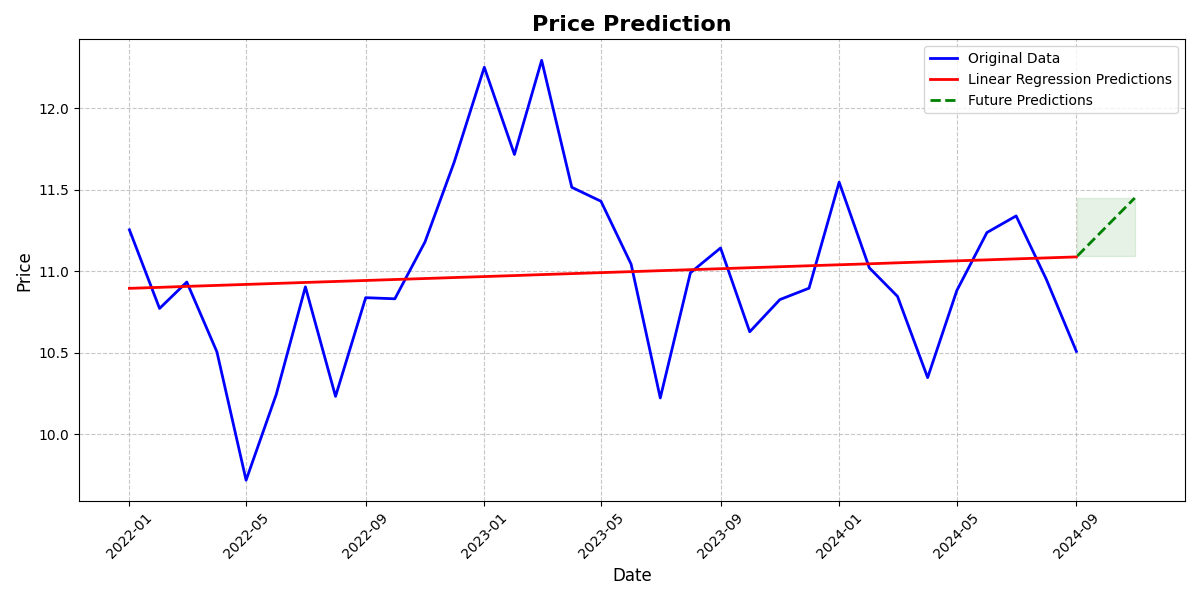 Price Prediction
Original Data
Linear Regression Predictions
Future Predictions
Price
12.0
11.5
11.0
10.5
10.0
2022-01
2022-05
2022-09
2023-01
2023-05
2023-09
2024-01
2024-05
2024-09
Date